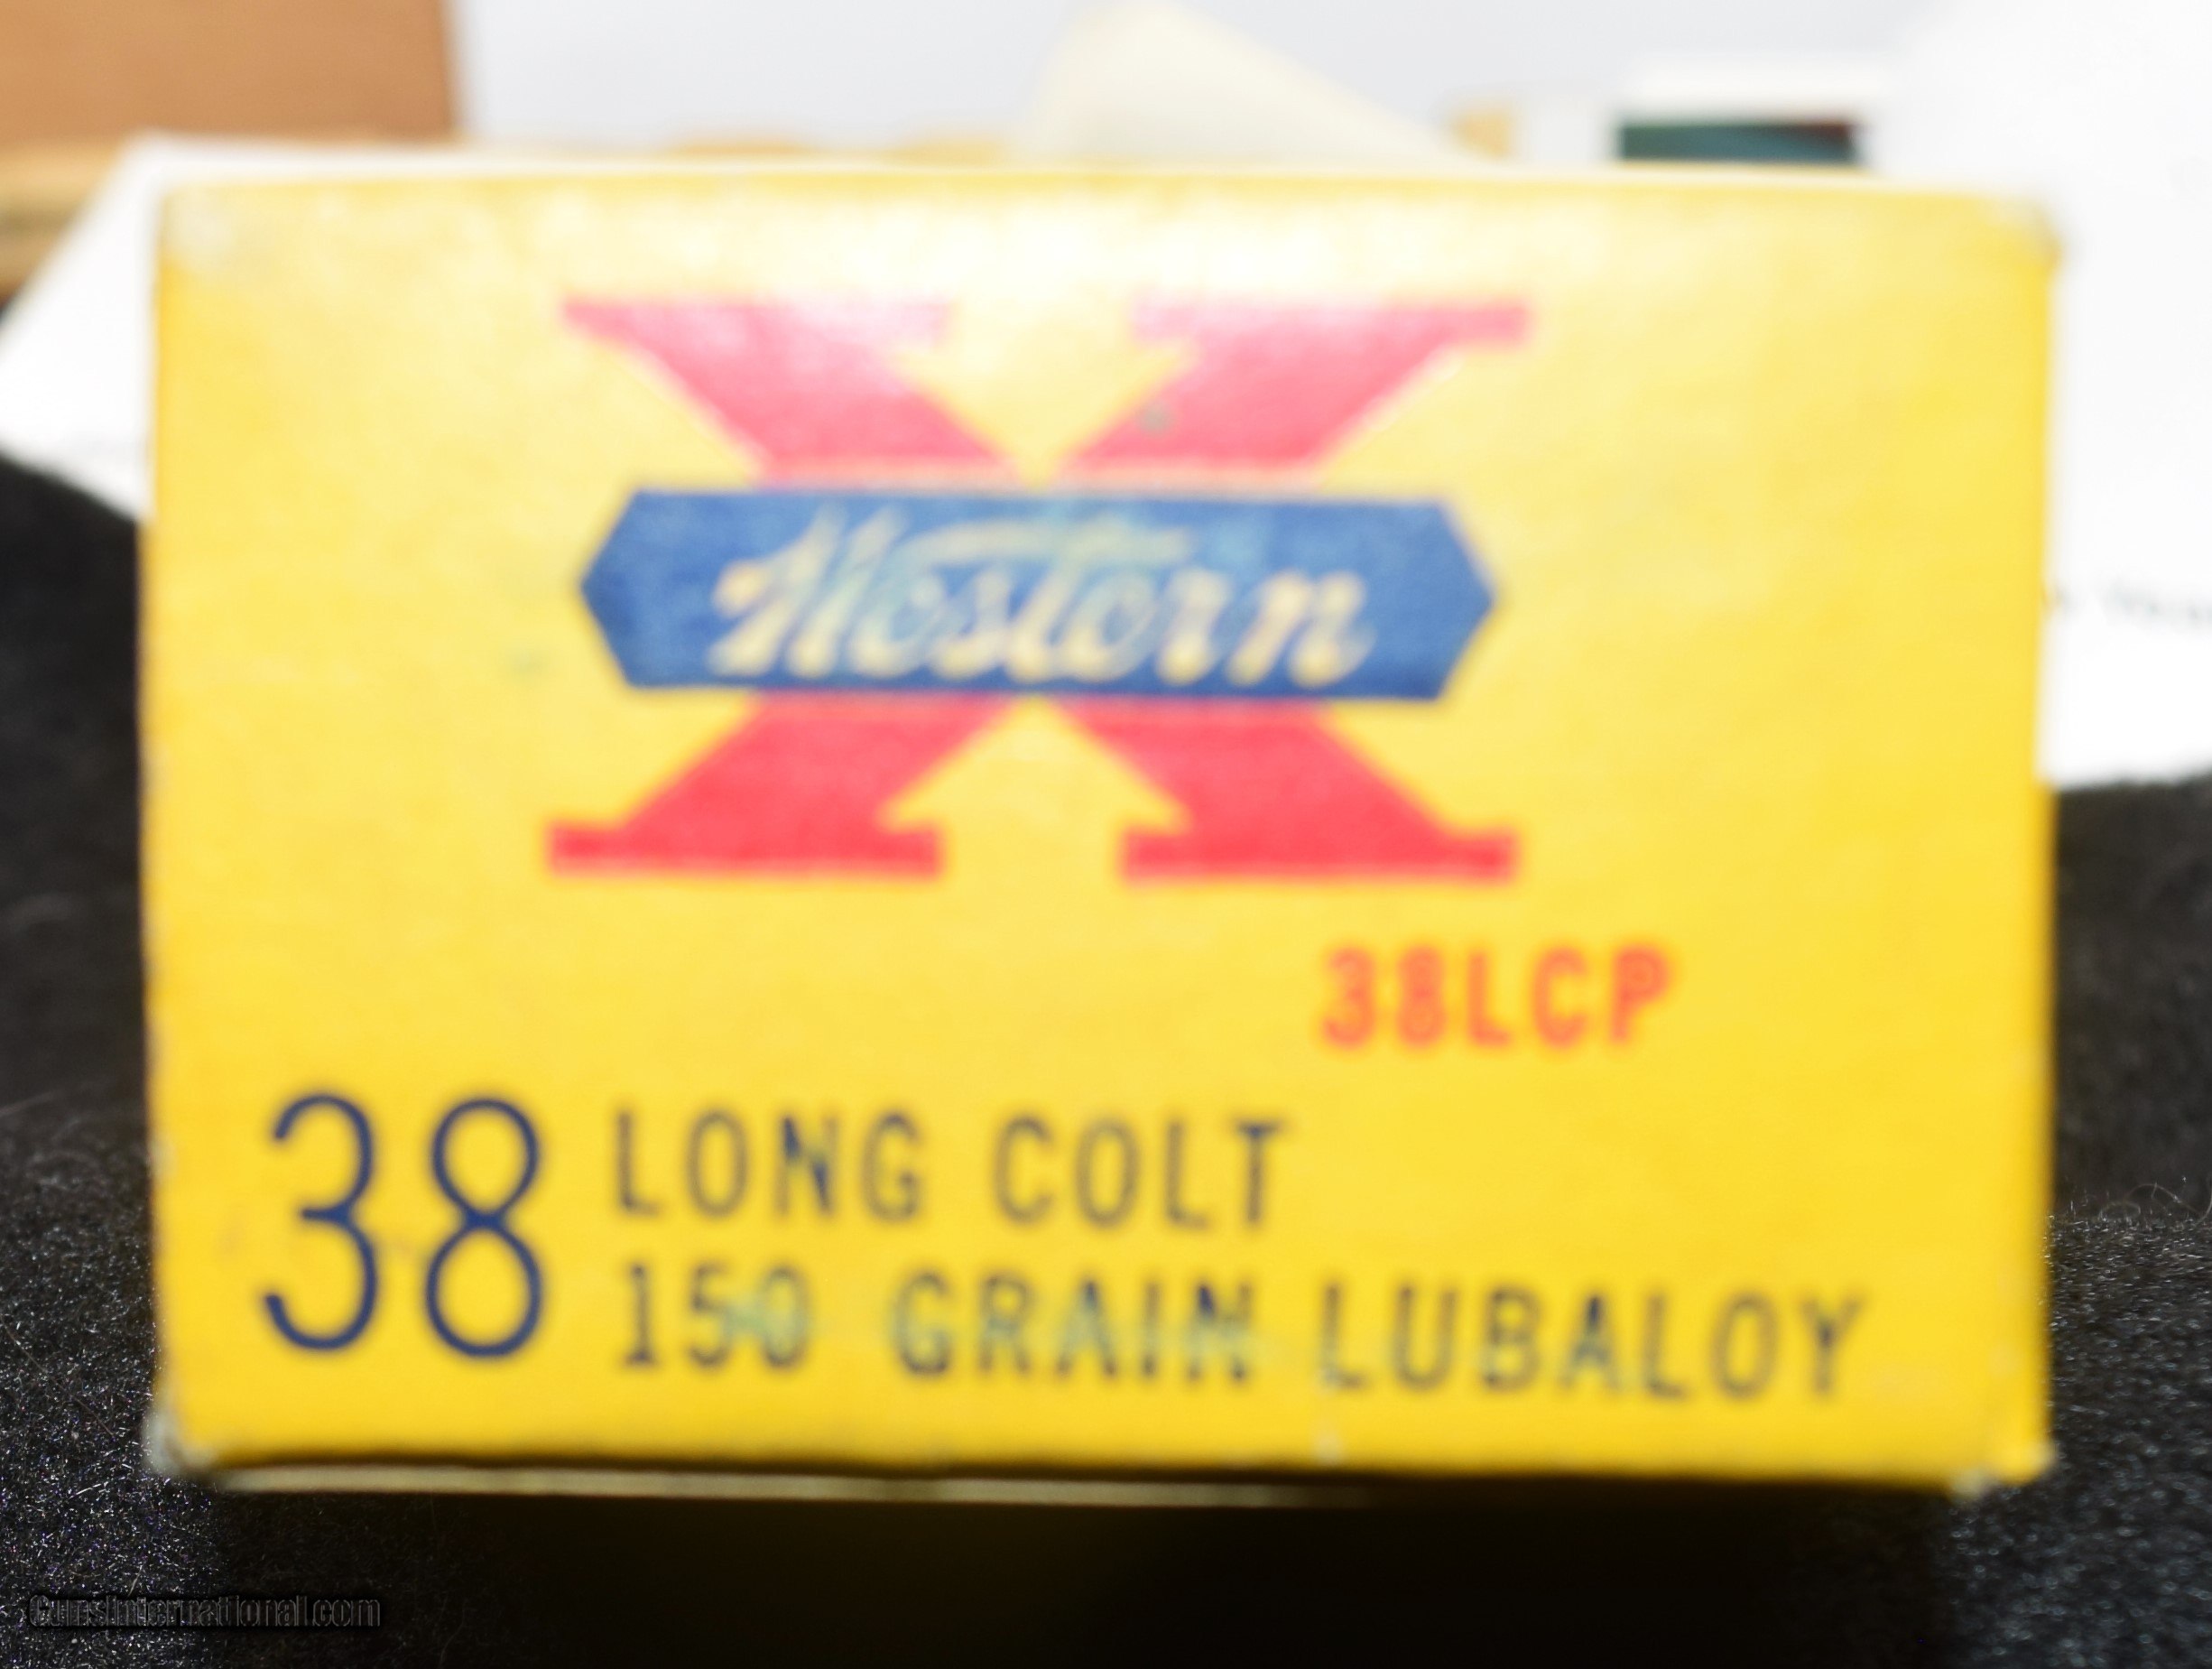 X
Western
38LCP
38 LONG COLT
150 GRAIN LUBALOY
GunsInternational.com